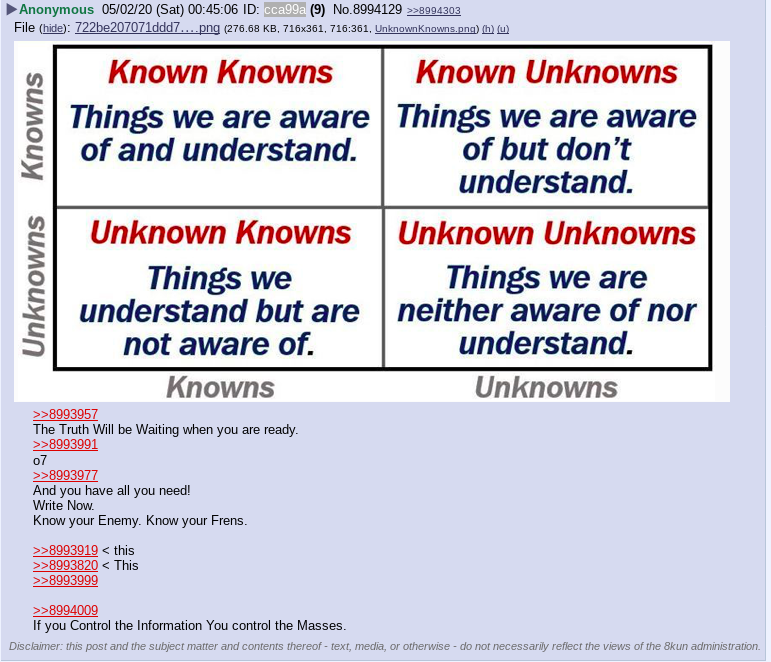 ▶Anonymous 05/02/20 (Sat) 00:45:06 ID: cca99a (9) No.8994129 >>8994303
File (hide): 722be207071ddd7….png (276.68 KB, 716x361, 716:361, UnknownKnowns.png) (h) (u)
Knowns
Known Knowns
Things we are aware
of and understand.
Known Unknowns
Things we are aware
of but don't
understand.
Unknowns
Unknown Knowns
Things we
understand but are
not aware of.
Unknown Unknowns
Things we are
neither aware of nor
understand.
Knowns
Unknowns
>>8993957
The Truth Will be Waiting when you are ready.
>>8993991
o7
>>8993977
And you have all you need!
Write Now.
Know your Enemy. Know your Frens.
>>8993919 < this
>>8993820 < This
>>8993999
>>8994009
If you Control the Information You control the Masses.
Disclaimer: this post and the subject matter and contents thereof - text, media, or otherwise - do not necessarily reflect the views of the 8kun administration.